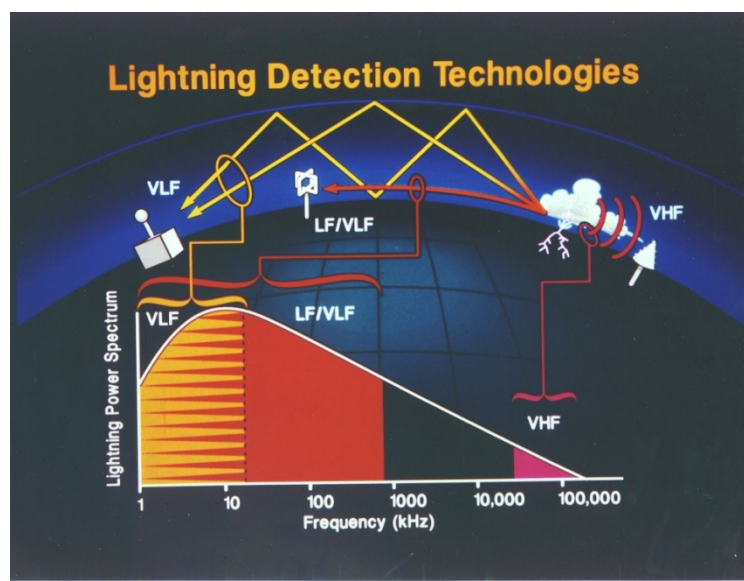 Lightning Detection Technologies
VLF
LF/VLF
VHF
VLF
LF/VLF
VHF
Lightning Power Spectrum
1
10
100
1000
10,000
100,000
Frequency (kHz)